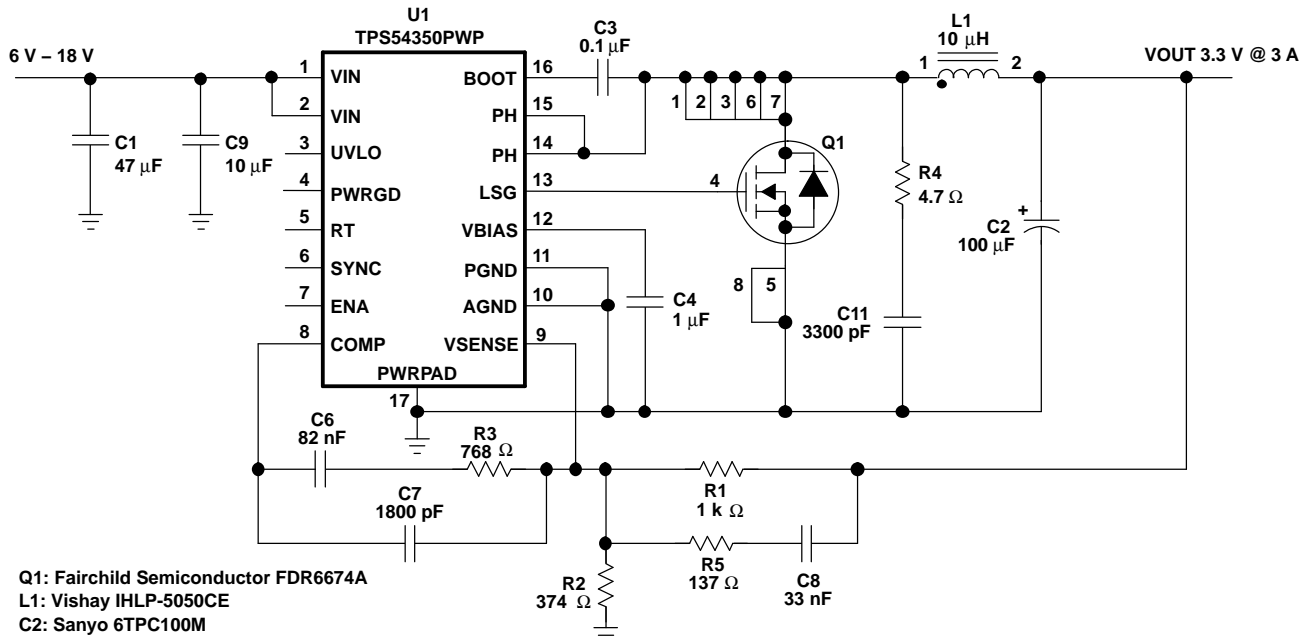 U1
TPS54350PWP
6 V – 18 V
C1
47 μF
C9
10 μF
1 VIN
2 VIN
3 UVLO
4 PWRGD
5 RT
6 SYNC
7 ENA
8 COMP
BOOT 16
PH 15
PH 14
LSG 13
VBIAS 12
PGND 11
AGND 10
VSENSE 9
PWRPAD
17
C3
0.1 μF
1 2 3 6 7
Q1
4
8 5
C4
1 μF
R4
4.7 Ω
C11
3300 pF
L1
10 μH
1 2
VOUT 3.3 V @ 3 A
+
C2
100 μF
C6
82 nF
R3
768 Ω
C7
1800 pF
R1
1 k Ω
R5
137 Ω
C8
33 nF
R2
374 Ω
Q1: Fairchild Semiconductor FDR6674A
L1: Vishay IHLP-5050CE
C2: Sanyo 6TPC100M